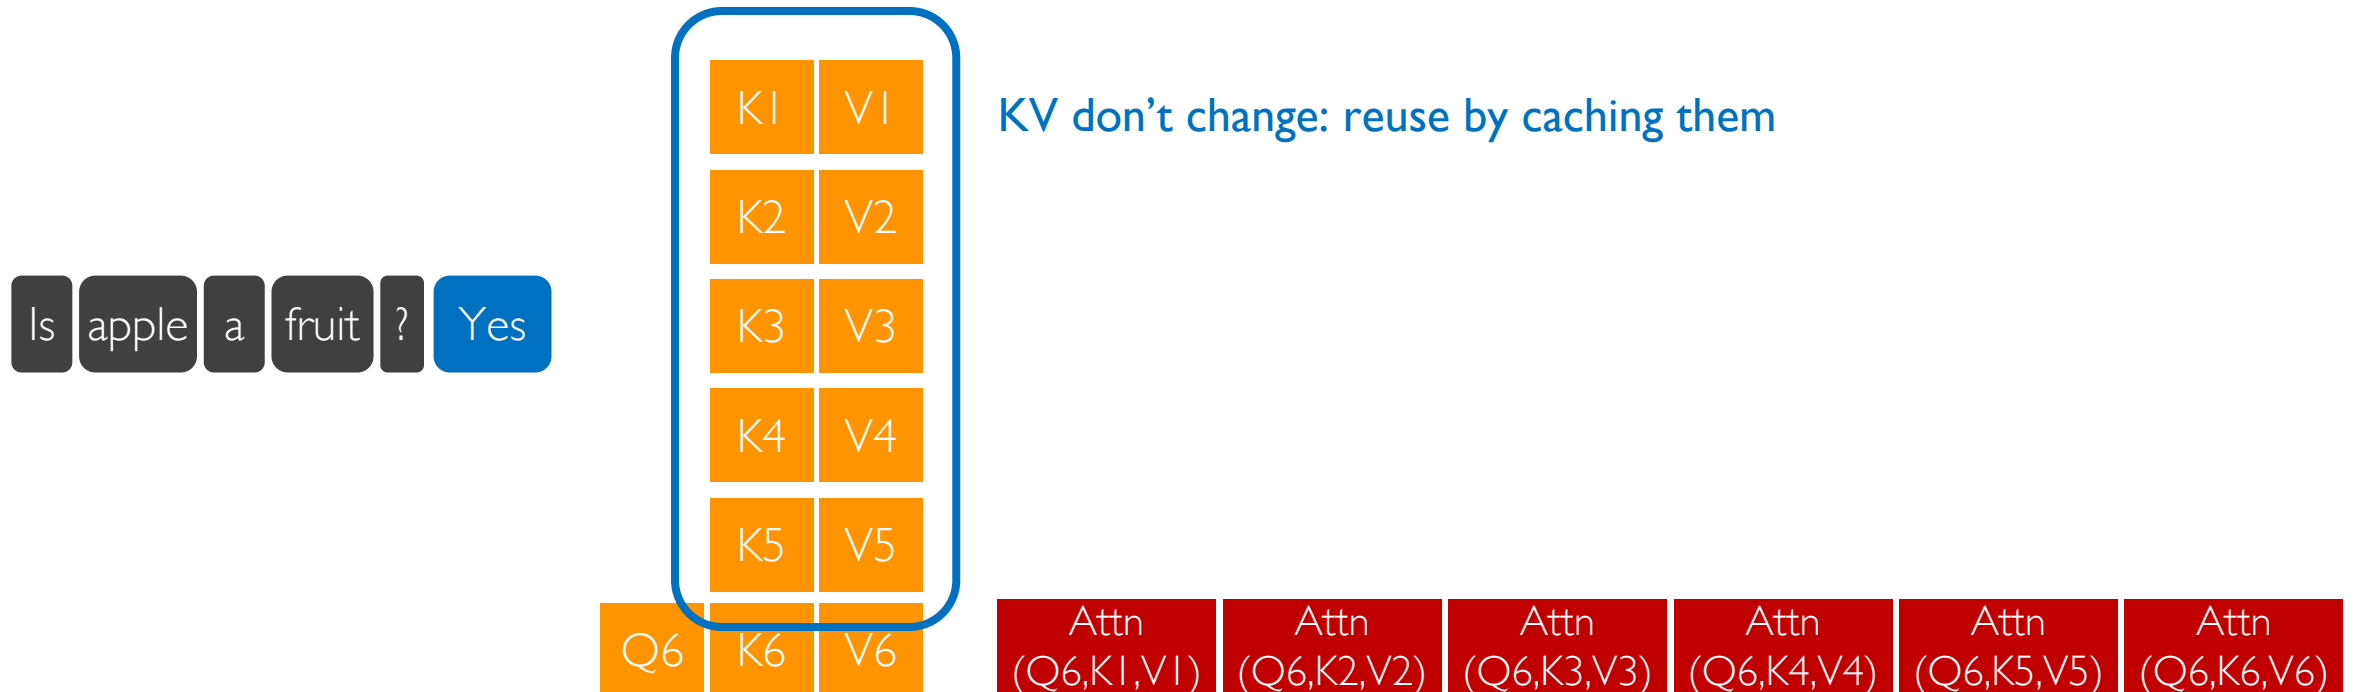 K1 V1
KV don’t change: reuse by caching them
K2 V2
Is apple a fruit ? Yes
K3 V3
K4 V4
K5 V5
Q6 K6 V6
Attn Attn Attn Attn Attn Attn
(Q6,K1,V1) (Q6,K2,V2) (Q6,K3,V3) (Q6,K4,V4) (Q6,K5,V5) (Q6,K6,V6)